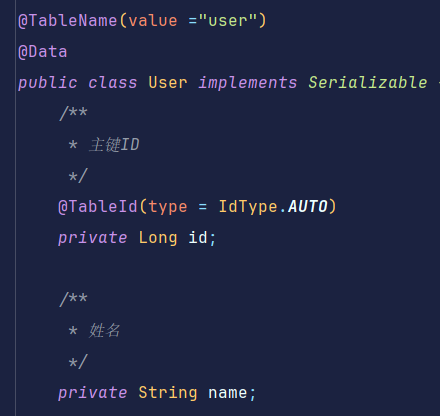 @TableName(value ="user")
@Data
public class User implements Serializable
/**
* 主键ID
*/
@TableId(type = IdType.AUTO)
private Long id;
/**
* 姓名
*/
private String name;